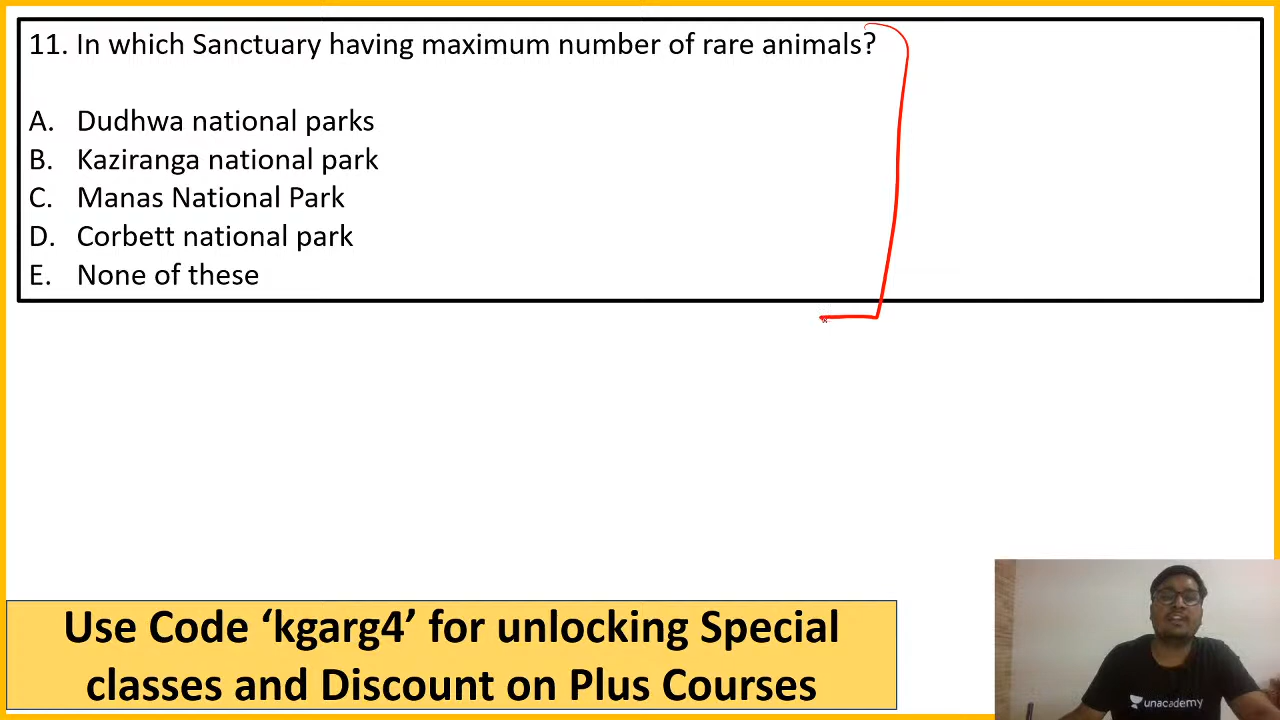 11. In which Sanctuary having maximum number of rare animals?
A. Dudhwa national parks
B. Kaziranga national park
C. Manas National Park
D. Corbett national park
E. None of these
Use Code ‘kgarg4’ for unlocking Special
classes and Discount on Plus Courses
unacademy